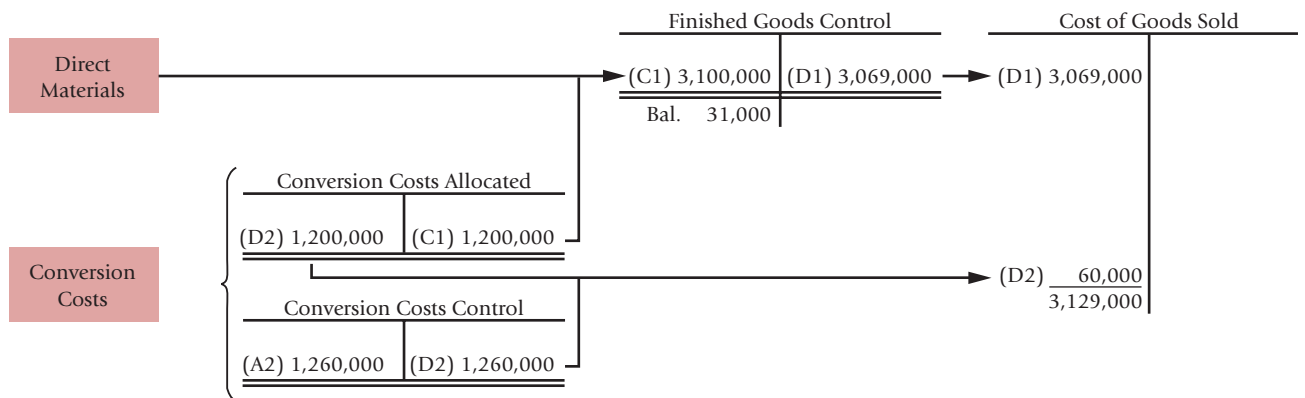 Finished Goods Control
Cost of Goods Sold
Direct
Materials
(C1) 3,100,000 (D1) 3,069,000
(D1) 3,069,000
Bal. 31,000
Conversion Costs Allocated
(D2) 1,200,000 (C1) 1,200,000
Conversion
Costs
(D2) 60,000
3,129,000
Conversion Costs Control
(A2) 1,260,000 (D2) 1,260,000